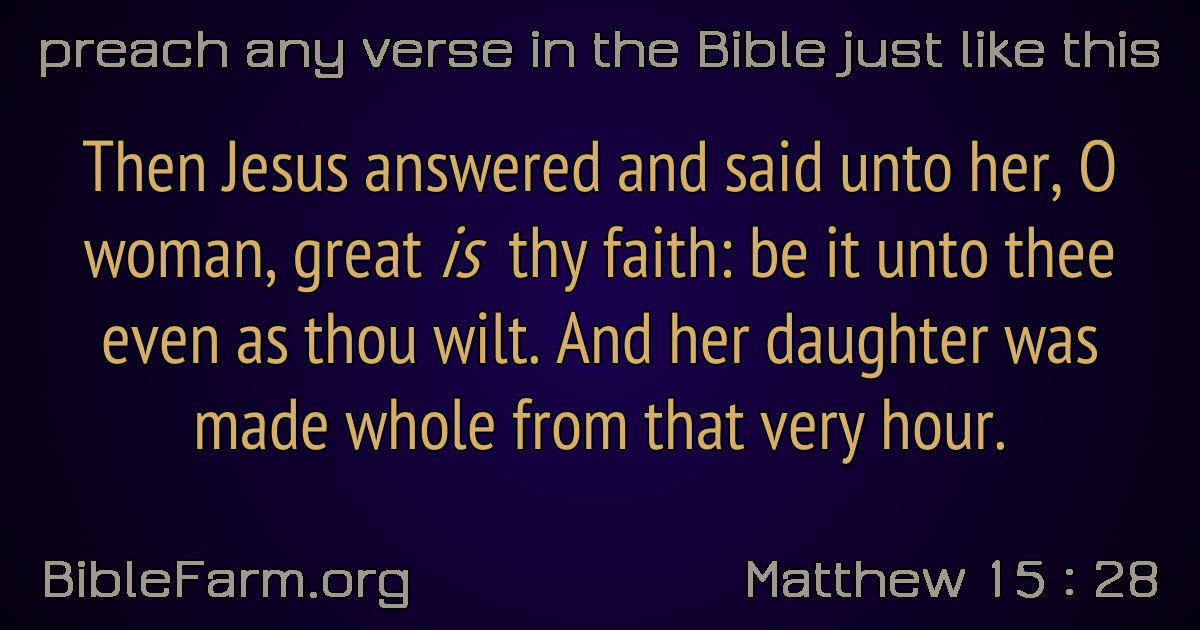 preach any verse in the Bible just like this
Then Jesus answered and said unto her, O
woman, great is thy faith: be it unto thee
even as thou wilt. And her daughter was
made whole from that very hour.
BibleFarm.org
Matthew 15 : 28